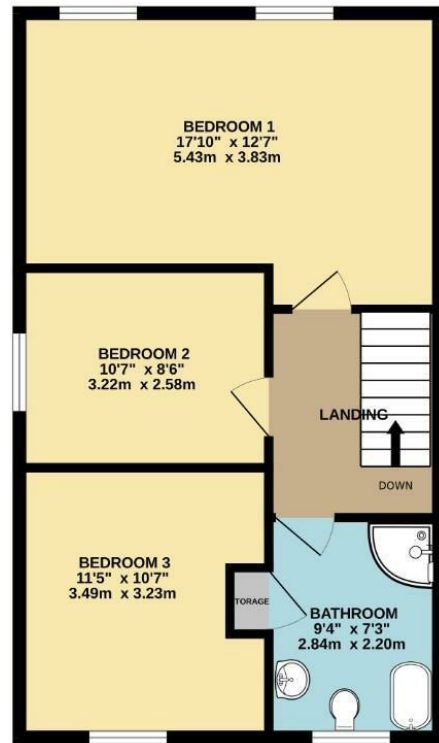 BEDROOM 1
17'10" x 12'7"
5.43m x 3.83m
BEDROOM 2
10'7" x 8'6"
3.22m x 2.58m
LANDING
DOWN
BEDROOM 3
11'5" x 10'7"
3.49m x 3.23m
TORAGE
BATHROOM
9'4" x 7'3"
2.84m x 2.20m